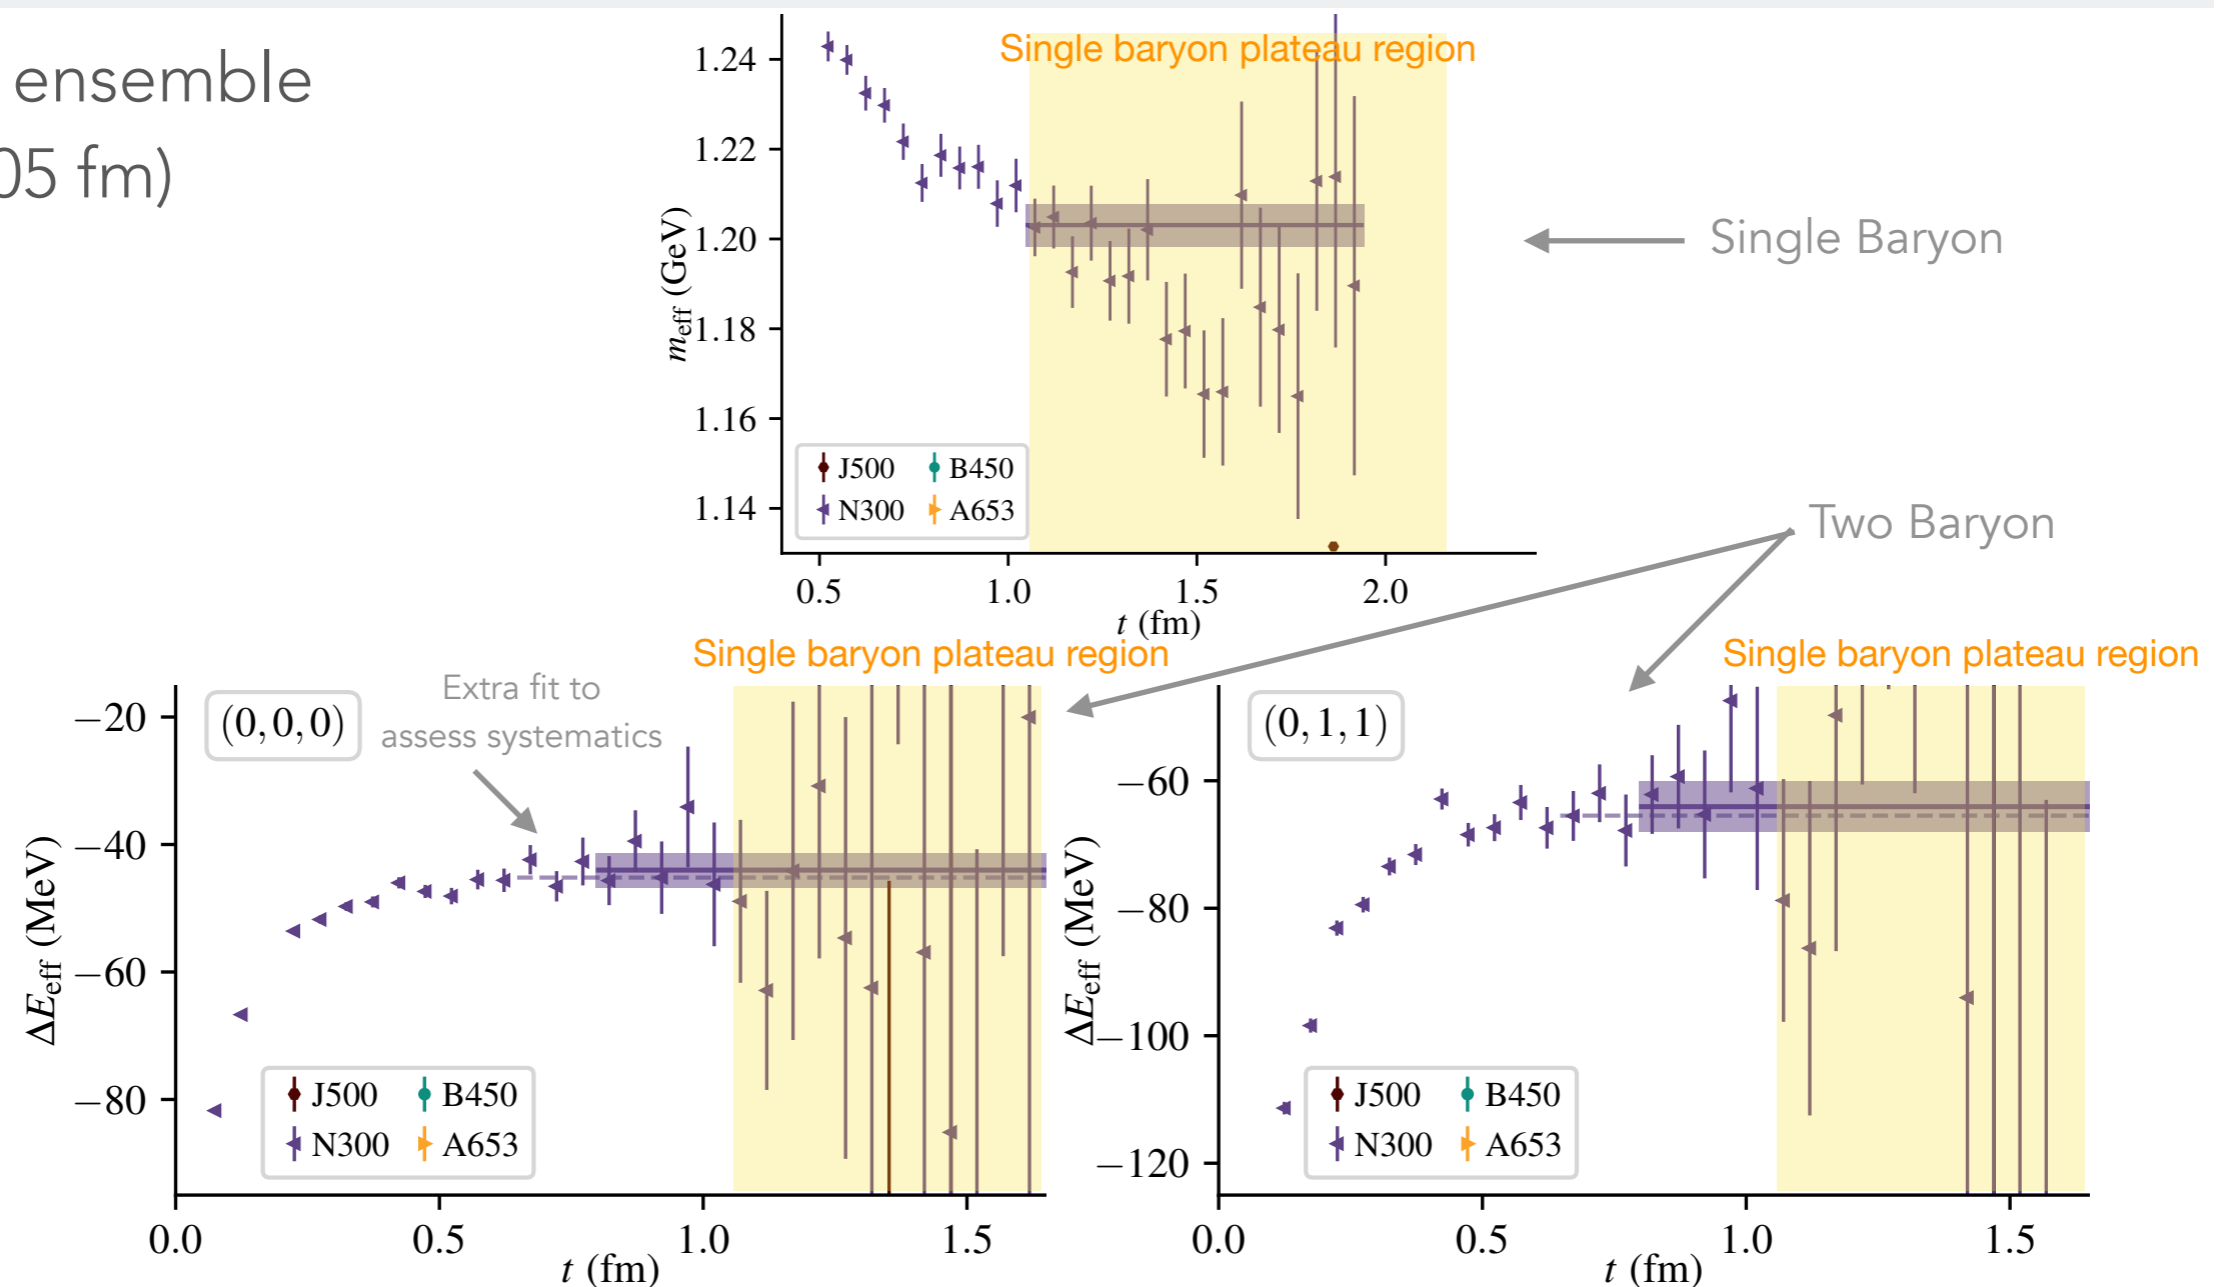 ensemble
05 fm)
Single baryon plateau region
1.24
1.22
1.20
1.18
1.16
1.14
m_eff (GeV)
J500 B450
N300 A653
0.5 1.0 1.5 2.0
t (fm)
Single Baryon
Two Baryon
Single baryon plateau region
(0, 0, 0)
Extra fit to
assess systematics
−20
−40
−60
−80
ΔE_eff (MeV)
J500 B450
N300 A653
0.0 0.5 1.0 1.5
t (fm)
Single baryon plateau region
(0, 1, 1)
−60
−80
−100
−120
ΔE_eff (MeV)
J500 B450
N300 A653
0.0 0.5 1.0 1.5
t (fm)